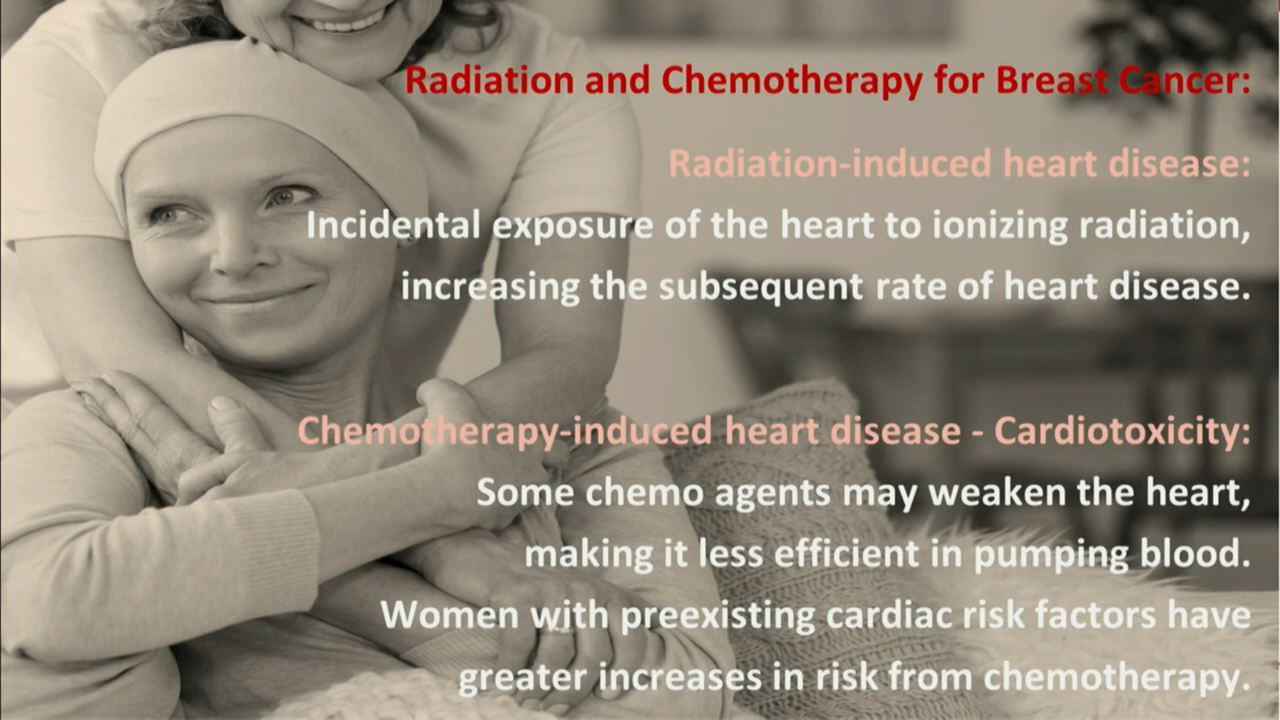 Radiation and Chemotherapy for Breast Cancer:
Radiation-induced heart disease:
Incidental exposure of the heart to ionizing radiation,
increasing the subsequent rate of heart disease.
Chemotherapy-induced heart disease - Cardiotoxicity:
Some chemo agents may weaken the heart,
making it less efficient in pumping blood.
Women with preexisting cardiac risk factors have
greater increases in risk from chemotherapy.